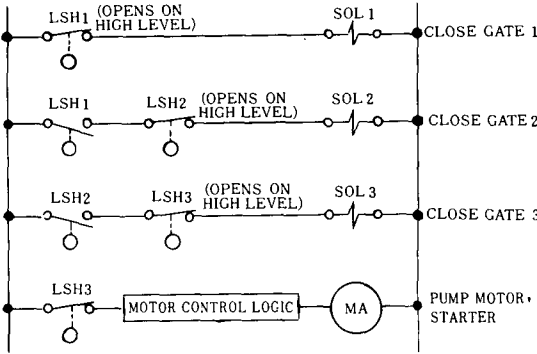 LSH1 (OPENS ON HIGH LEVEL) SOL 1 CLOSE GATE 1
LSH1 LSH2 (OPENS ON HIGH LEVEL) SOL 2 CLOSE GATE 2
LSH2 LSH3 (OPENS ON HIGH LEVEL) SOL 3 CLOSE GATE 3
LSH3 MOTOR CONTROL LOGIC MA PUMP MOTOR, STARTER